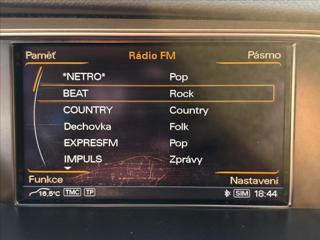 Paměť Rádio FM Pásmo
*NETRO* Pop
BEAT Rock
COUNTRY Country
Dechovka Folk
EXPRESFM Pop
IMPULS Zprávy
Funkce Nastavení
16,5°C TMC TP SIM 18:44